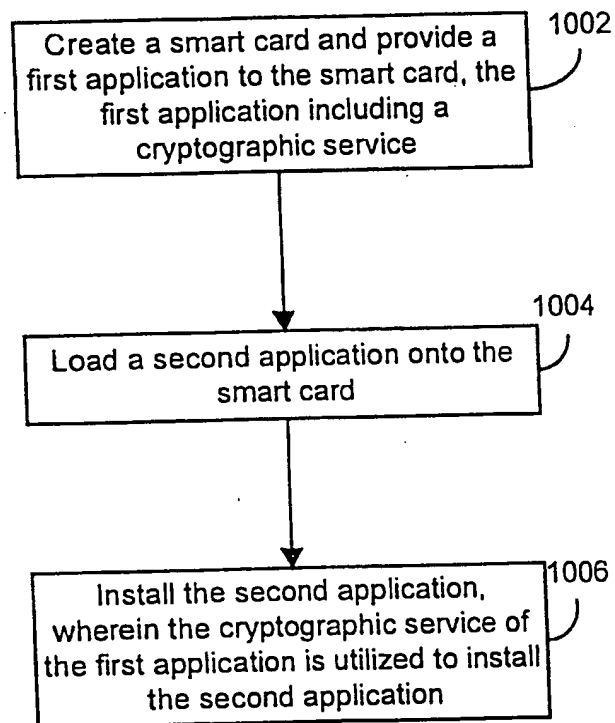 1002
Create a smart card and provide a
first application to the smart card, the
first application including a
cryptographic service
1004
Load a second application onto the
smart card
1006
Install the second application,
wherein the cryptographic service of
the first application is utilized to install
the second application